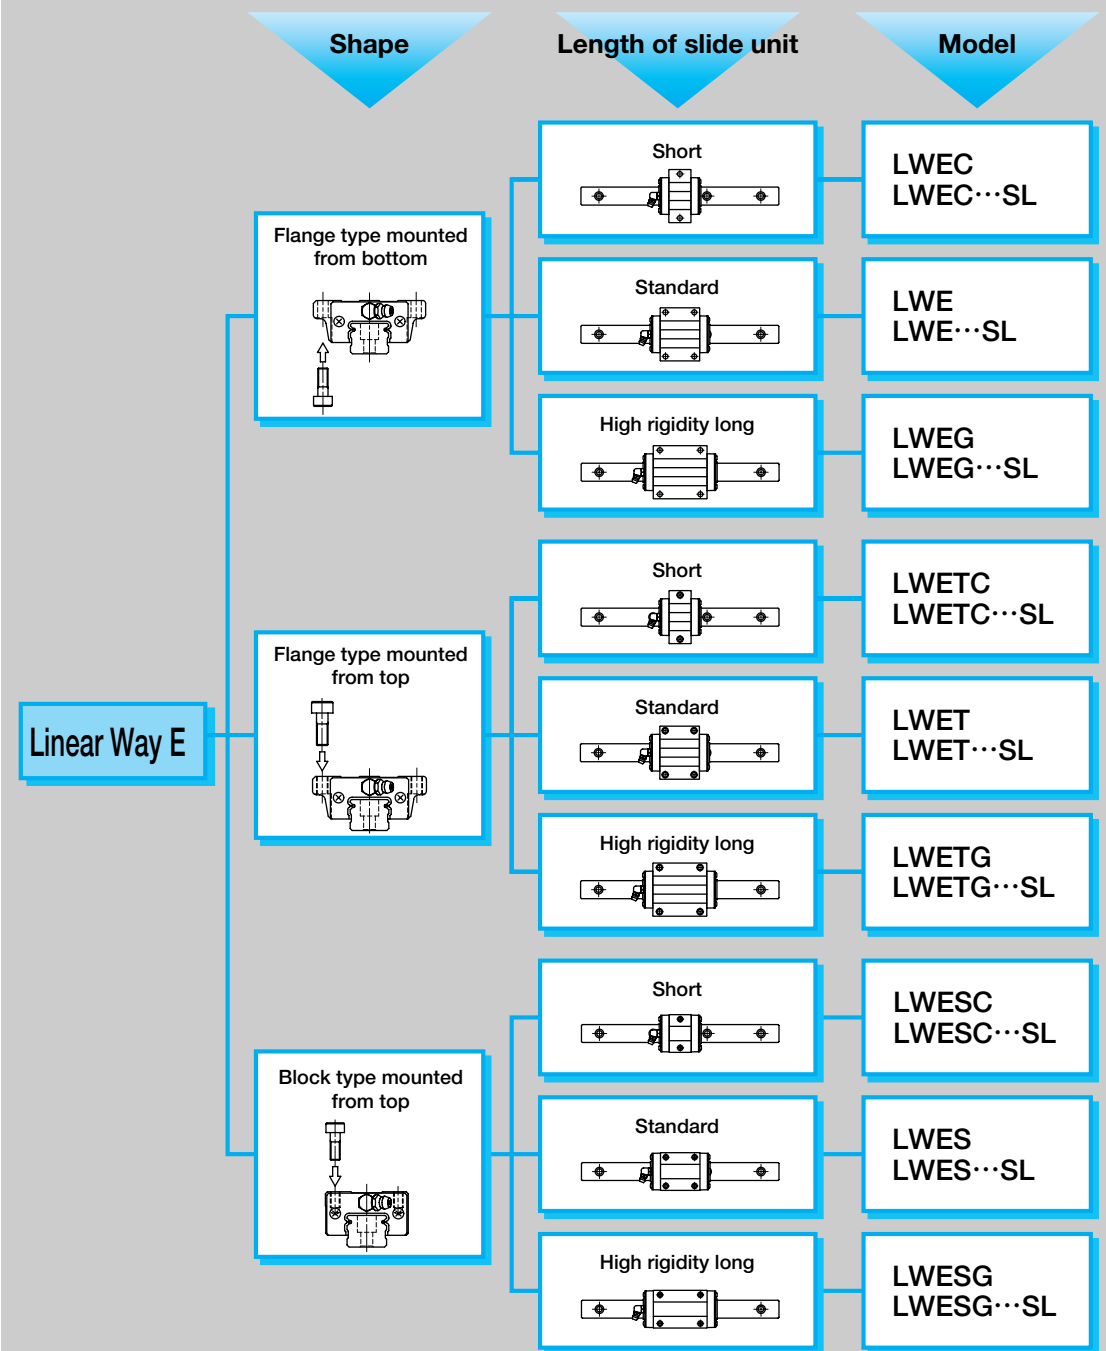 Shape
Length of slide unit
Model
Linear Way E
Flange type mounted
from bottom
Short
LWEC
LWEC···SL
Standard
LWE
LWE···SL
High rigidity long
LWEG
LWEG···SL
Flange type mounted
from top
Short
LWETC
LWETC···SL
Standard
LWET
LWET···SL
High rigidity long
LWETG
LWETG···SL
Block type mounted
from top
Short
LWESC
LWESC···SL
Standard
LWES
LWES···SL
High rigidity long
LWESG
LWESG···SL